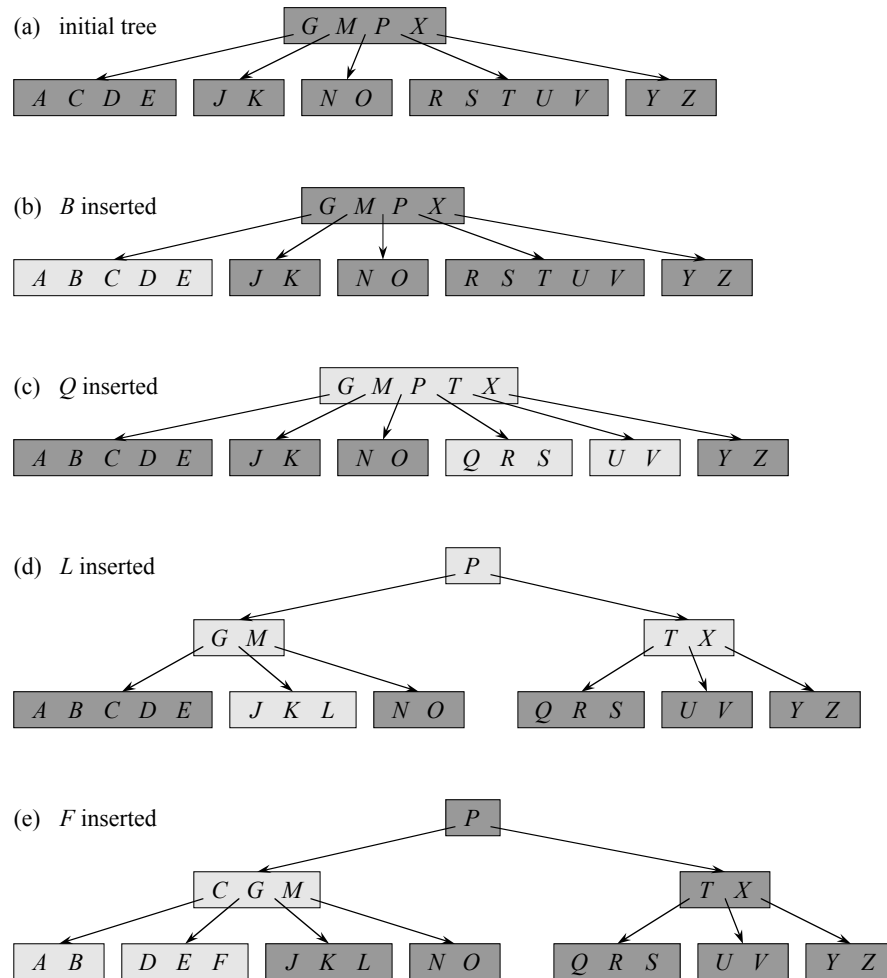 (a) initial tree
G M P X
A C D E J K N O R S T U V Y Z
(b) B inserted
G M P X
A B C D E J K N O R S T U V Y Z
(c) Q inserted
G M P T X
A B C D E J K N O Q R S U V Y Z
(d) L inserted
P
G M T X
A B C D E J K L N O Q R S U V Y Z
(e) F inserted
P
C G M T X
A B D E F J K L N O Q R S U V Y Z